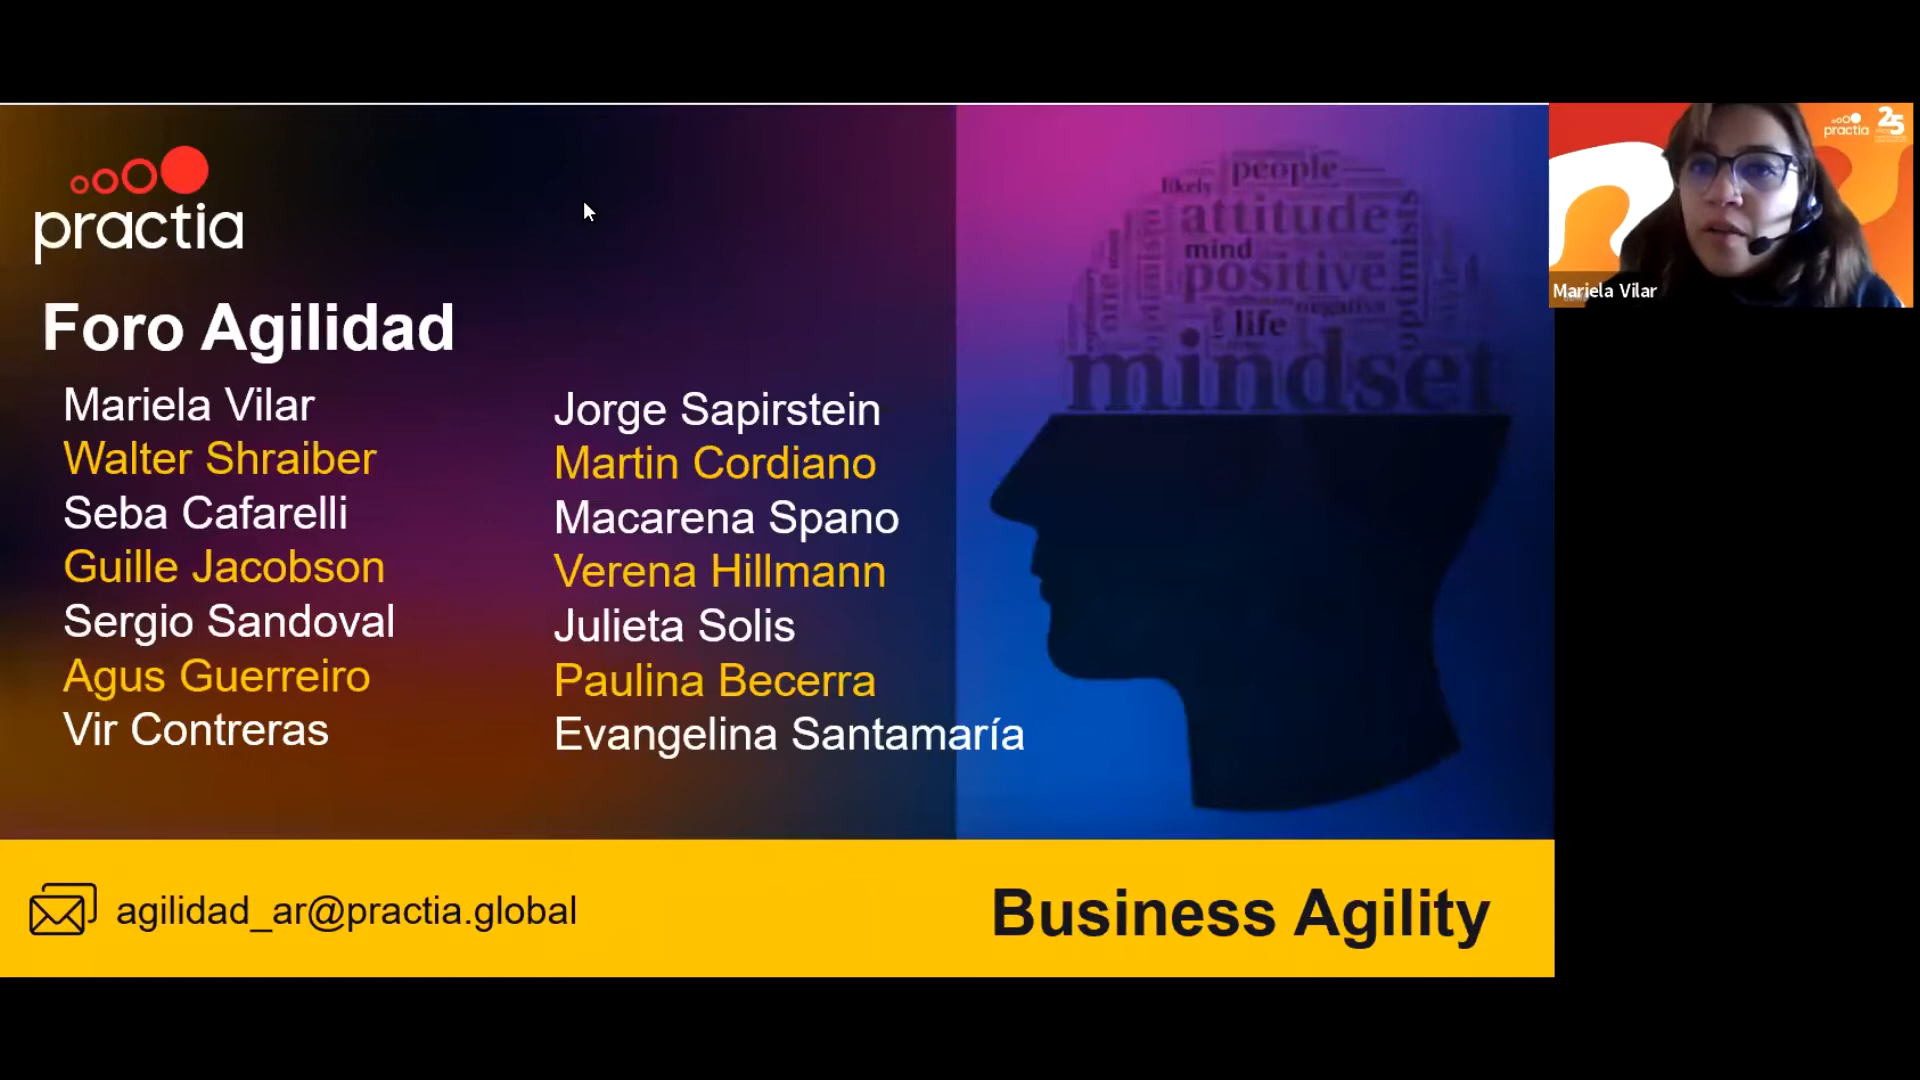 practia
Foro Agilidad
Mariela Vilar
Walter Shraiber
Seba Cafarelli
Guille Jacobson
Sergio Sandoval
Agus Guerreiro
Vir Contreras
Jorge Sapirstein
Martin Cordiano
Macarena Spano
Verena Hillmann
Julieta Solis
Paulina Becerra
Evangelina Santamaría
people
likely
attitude
mind
positive
optimists
negative
life
mindset
agilidad_ar@practia.global
Business Agility
practia
25
Mariela Vilar